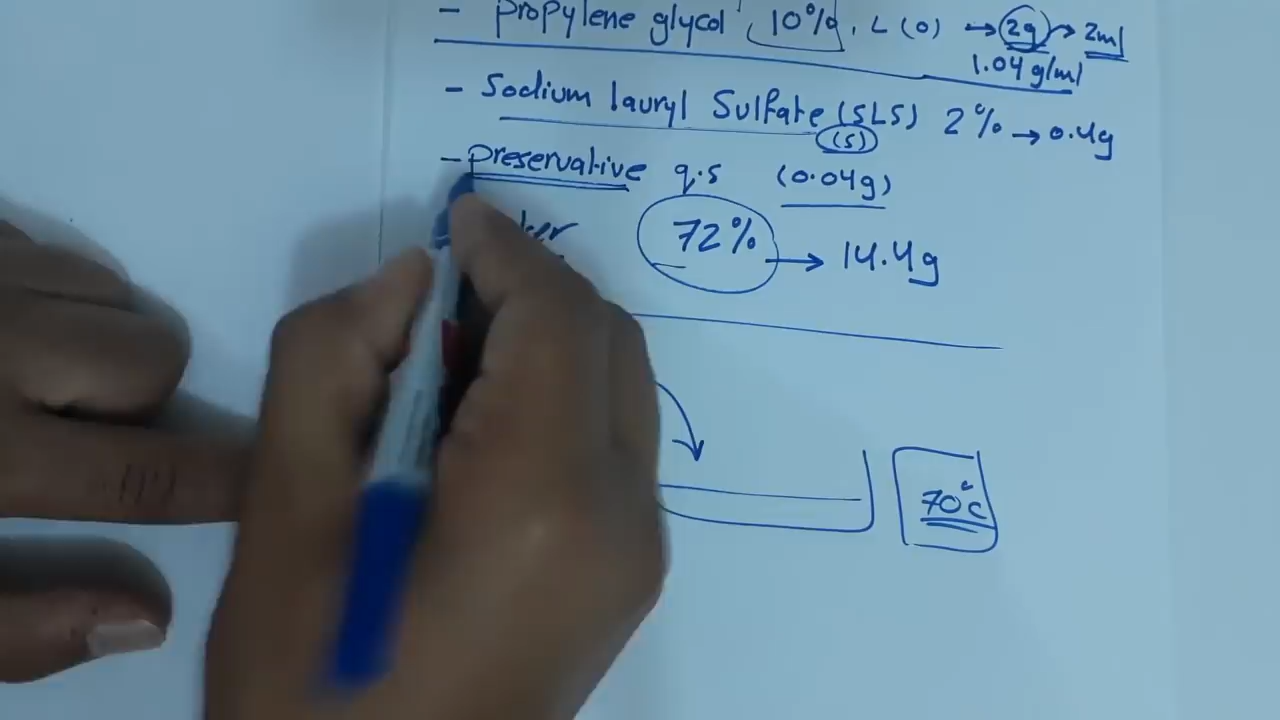 - Propylene glycol 10%, L (o) → 2g → 2ml
1.04 g/ml
- Sodium lauryl Sulfate (SLS) 2% → 0.4g
(S)
- Preservative q.s (0.04g)
72% → 14.4g
70°C